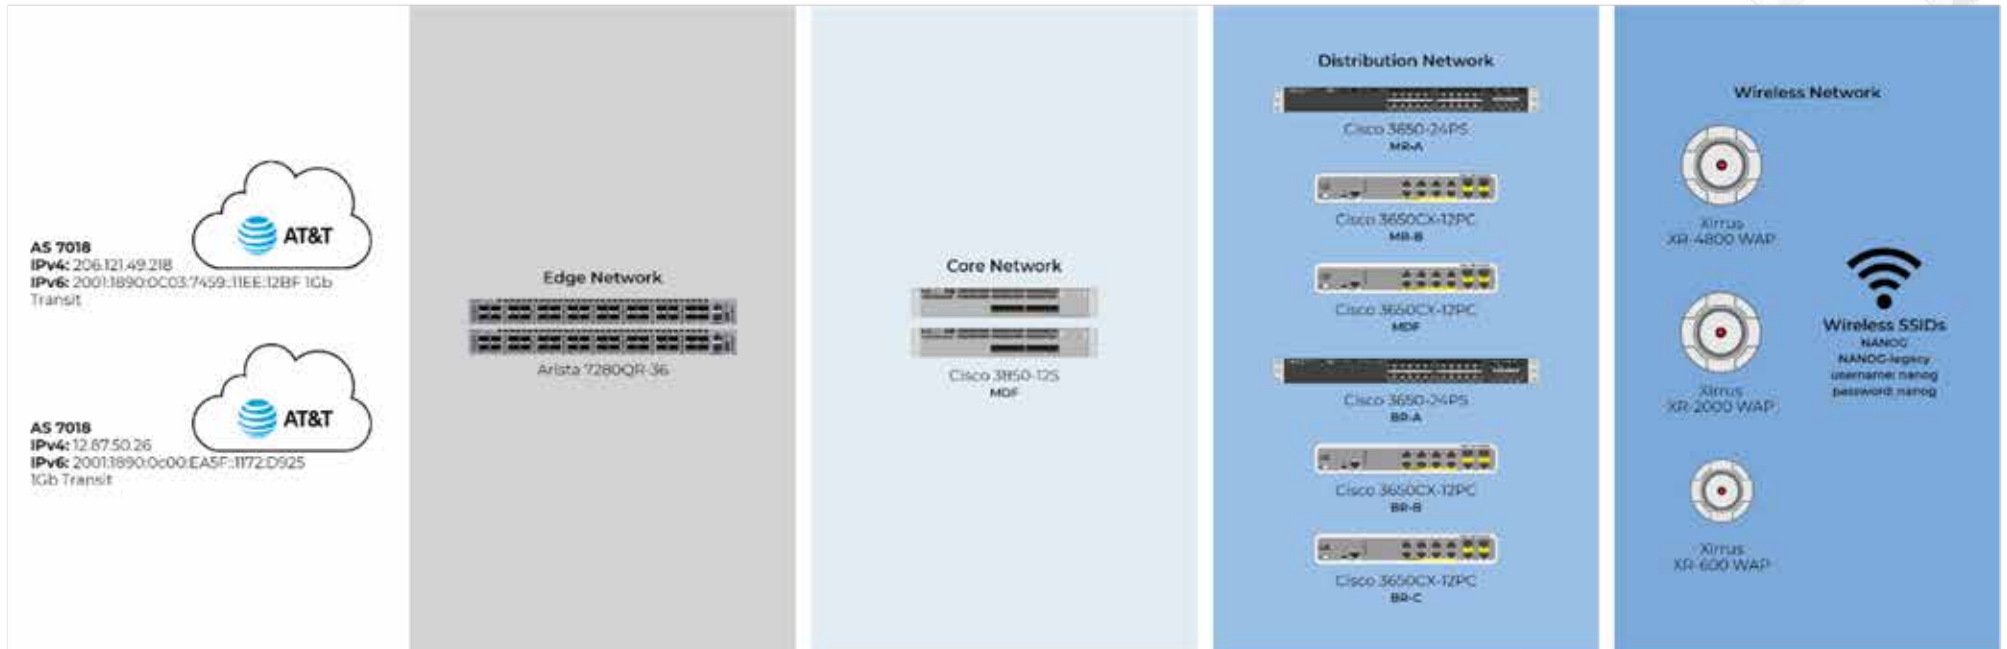 AT&T
AS 7018
IPv4: 206.121.49.218
IPv6: 2001:1890:0C03:7459::11EE:12BF 1Gb
Transit
AT&T
AS 7018
IPv4: 12.87.50.26
IPv6: 2001:1890:0c00:EA5F::1172:D925
1Gb Transit
Edge Network
Arista 7280QR-36
Core Network
Cisco 3850-12S
MDF
Distribution Network
Cisco 3650-24PS
MR-A
Cisco 3650CX-12PC
MR-B
Cisco 3650CX-12PC
MDF
Cisco 3650-24PS
BR-A
Cisco 3650CX-12PC
BR-B
Cisco 3650CX-12PC
BR-C
Wireless Network
Xirrus
XR-4800 WAP
Xirrus
XR-2000 WAP
Xirrus
XR-600 WAP
Wireless SSIDs
NANOG
NANOG-legacy
username: nanog
password: nanog